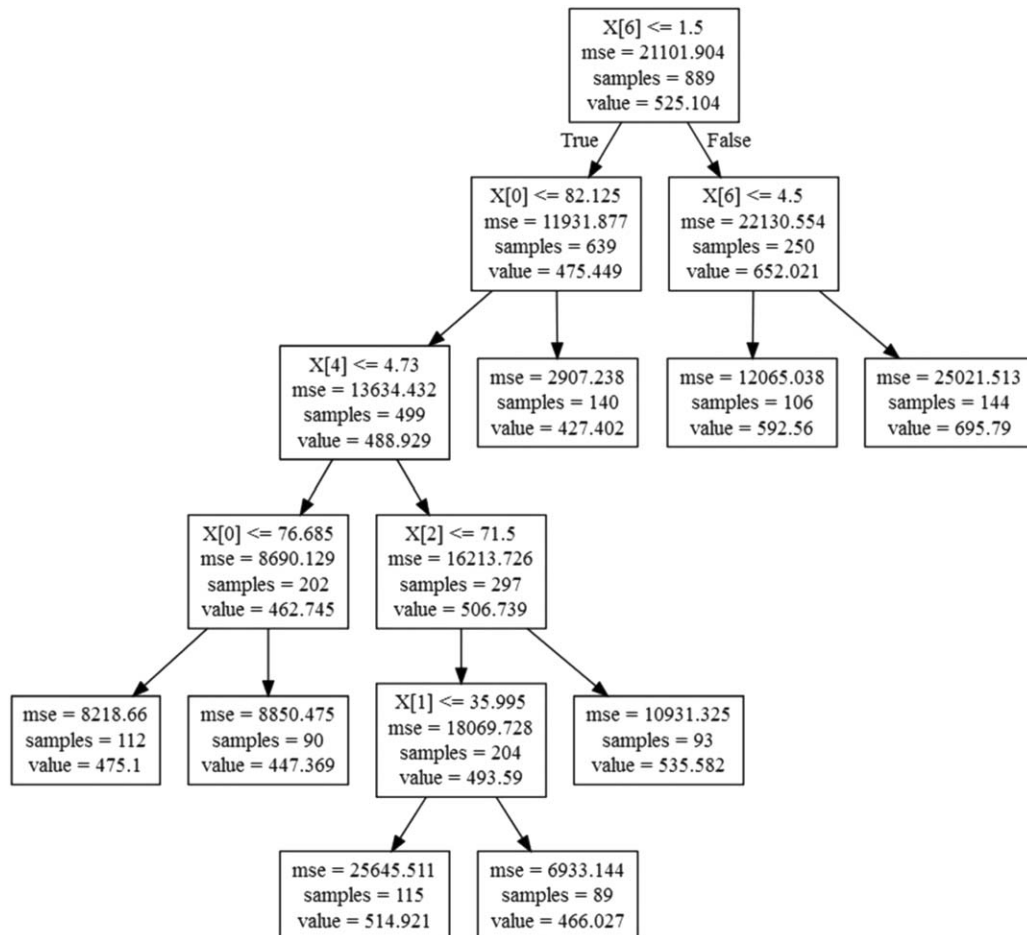 X[6] <= 1.5
mse = 21101.904
samples = 889
value = 525.104
True
False
X[0] <= 82.125
mse = 11931.877
samples = 639
value = 475.449
X[6] <= 4.5
mse = 22130.554
samples = 250
value = 652.021
X[4] <= 4.73
mse = 13634.432
samples = 499
value = 488.929
mse = 2907.238
samples = 140
value = 427.402
mse = 12065.038
samples = 106
value = 592.56
mse = 25021.513
samples = 144
value = 695.79
X[0] <= 76.685
mse = 8690.129
samples = 202
value = 462.745
X[2] <= 71.5
mse = 16213.726
samples = 297
value = 506.739
mse = 8218.66
samples = 112
value = 475.1
mse = 8850.475
samples = 90
value = 447.369
X[1] <= 35.995
mse = 18069.728
samples = 204
value = 493.59
mse = 10931.325
samples = 93
value = 535.582
mse = 25645.511
samples = 115
value = 514.921
mse = 6933.144
samples = 89
value = 466.027